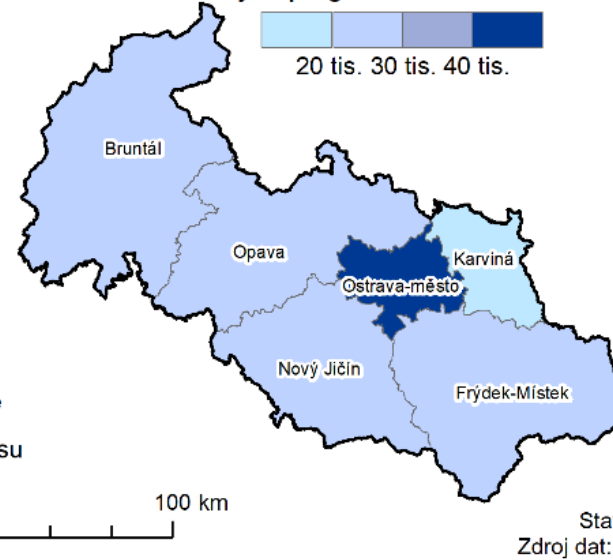 20 tis. 30 tis. 40 tis.
Bruntál
Opava
Karviná
Ostrava-město
Nový Jičín
Frýdek-Místek
su
100 km
Sta
Zdroj dat: